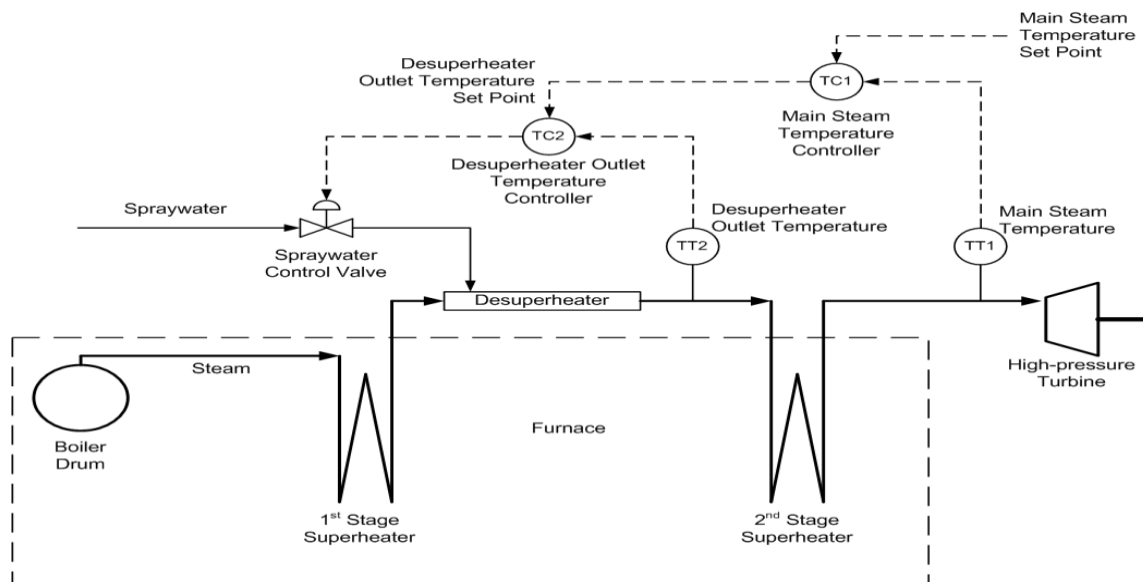 Main Steam
Temperature
Set Point
Desuperheater
Outlet Temperature
Set Point
TC1
Main Steam
Temperature
Controller
TC2
Desuperheater Outlet
Temperature
Controller
Spraywater
Spraywater
Control Valve
Desuperheater
Outlet Temperature
TT2
Main Steam
Temperature
TT1
Desuperheater
High-pressure
Turbine
Steam
Boiler
Drum
Furnace
1st Stage
Superheater
2nd Stage
Superheater